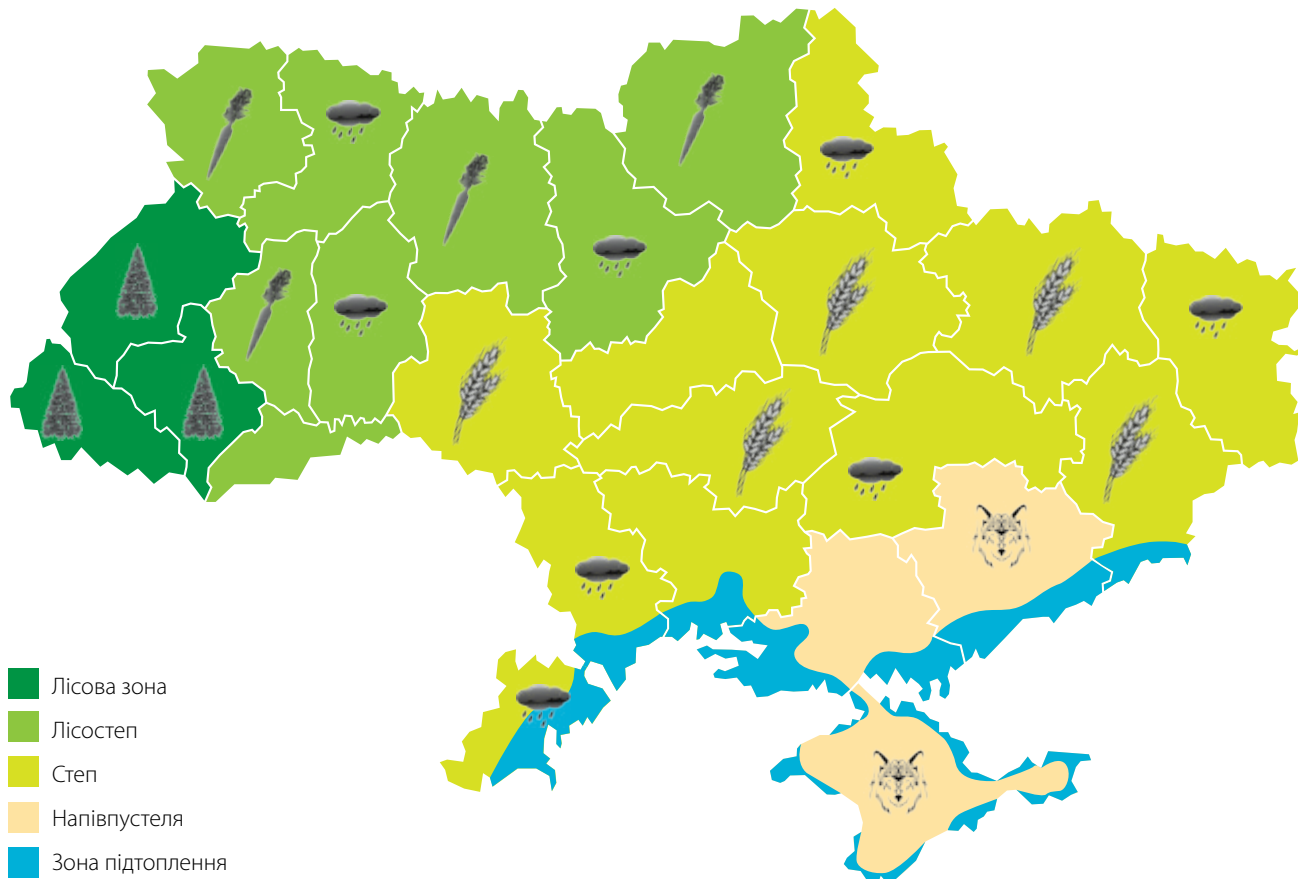 Лісова зона
Лісостеп
Степ
Напівпустеля
Зона підтоплення